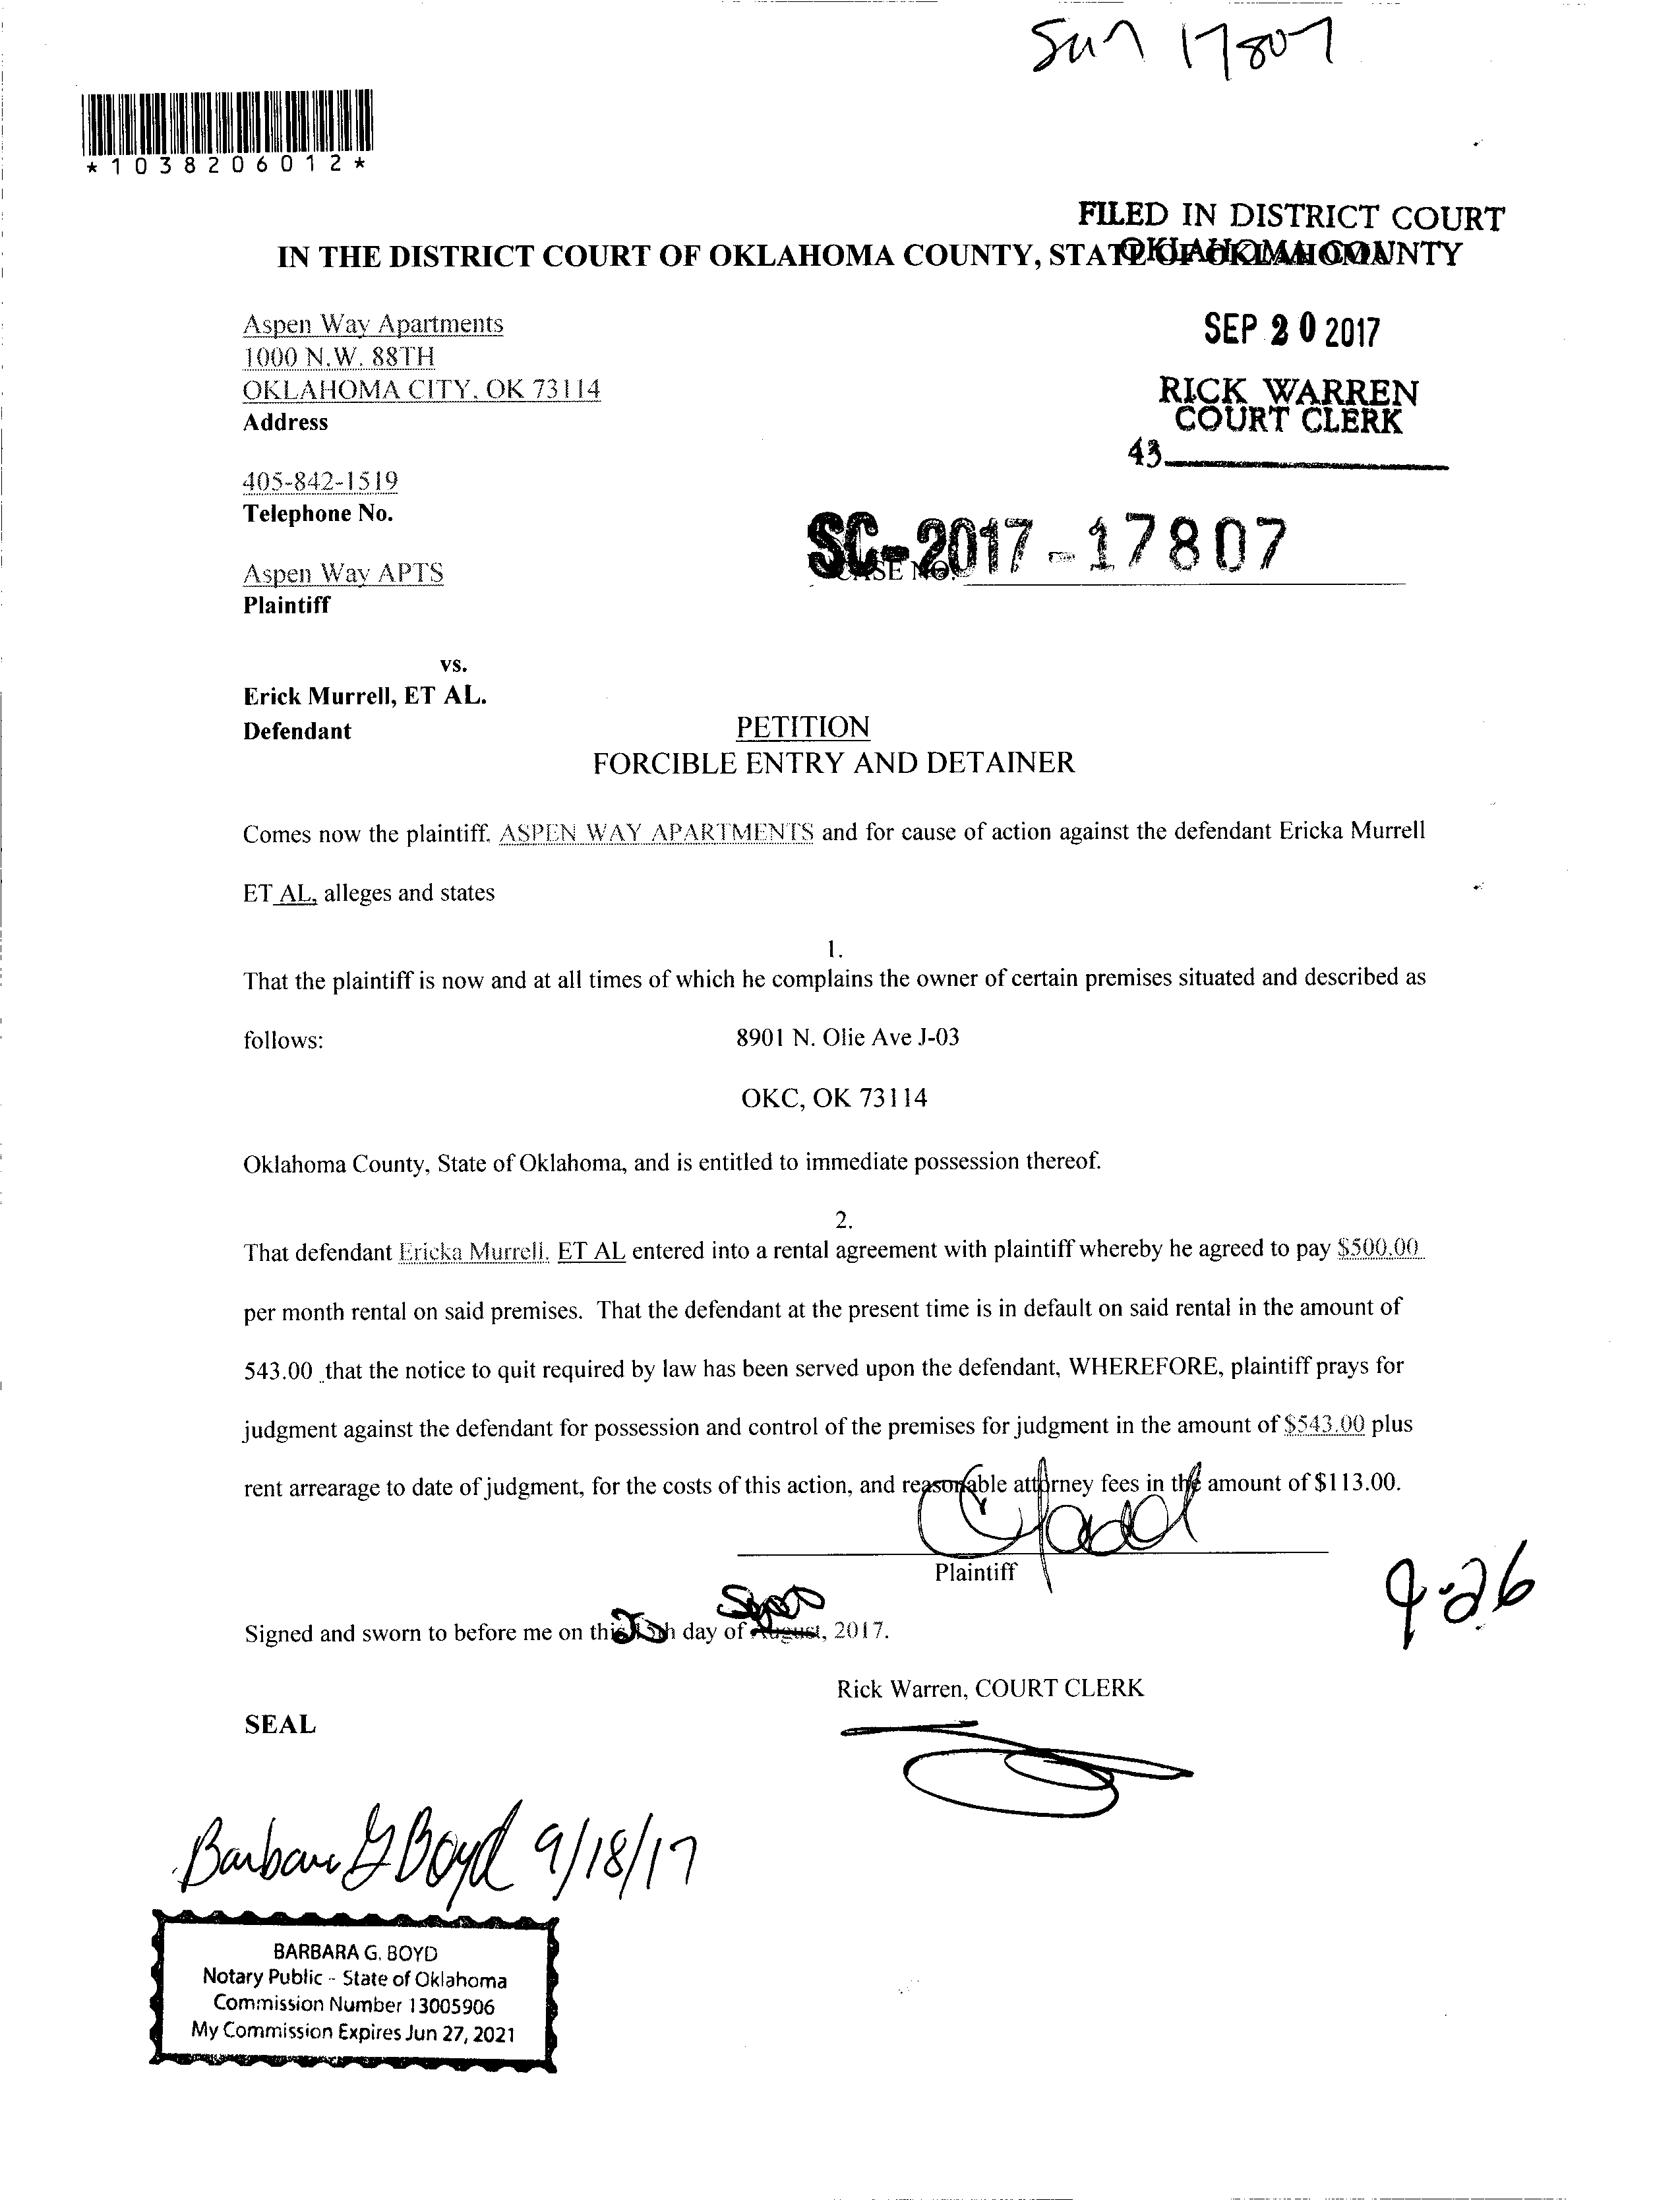 Sun 17807
*1038206012*
FILED IN DISTRICT COURT
OKLAHOMA COUNTY
IN THE DISTRICT COURT OF OKLAHOMA COUNTY, STATE OF OKLAHOMA
Aspen Way Apartments
1000 N.W. 88TH
OKLAHOMA CITY, OK 73114
Address
SEP 20 2017
RICK WARREN
COURT CLERK
43
405-842-1519
Telephone No.
SC-2017-17807
CASE NO.
Aspen Way APTS
Plaintiff
vs.
Erick Murrell, ET AL.
Defendant
PETITION
FORCIBLE ENTRY AND DETAINER
Comes now the plaintiff, ASPEN WAY APARTMENTS and for cause of action against the defendant Ericka Murrell
ET AL, alleges and states
1.
That the plaintiff is now and at all times of which he complains the owner of certain premises situated and described as
follows: 8901 N. Olie Ave J-03
OKC, OK 73114
Oklahoma County, State of Oklahoma, and is entitled to immediate possession thereof.
2.
That defendant Ericka Murrell, ET AL entered into a rental agreement with plaintiff whereby he agreed to pay $500.00
per month rental on said premises. That the defendant at the present time is in default on said rental in the amount of
543.00 that the notice to quit required by law has been served upon the defendant, WHEREFORE, plaintiff prays for
judgment against the defendant for possession and control of the premises for judgment in the amount of $543.00 plus
rent arrearage to date of judgment, for the costs of this action, and reasonable attorney fees in the amount of $113.00.
Plaintiff
9-26
Signed and sworn to before me on this day of August, 2017.
Rick Warren, COURT CLERK
SEAL
Barbara G Boyd 9/18/17
BARBARA G. BOYD
Notary Public - State of Oklahoma
Commission Number 13005906
My Commission Expires Jun 27, 2021